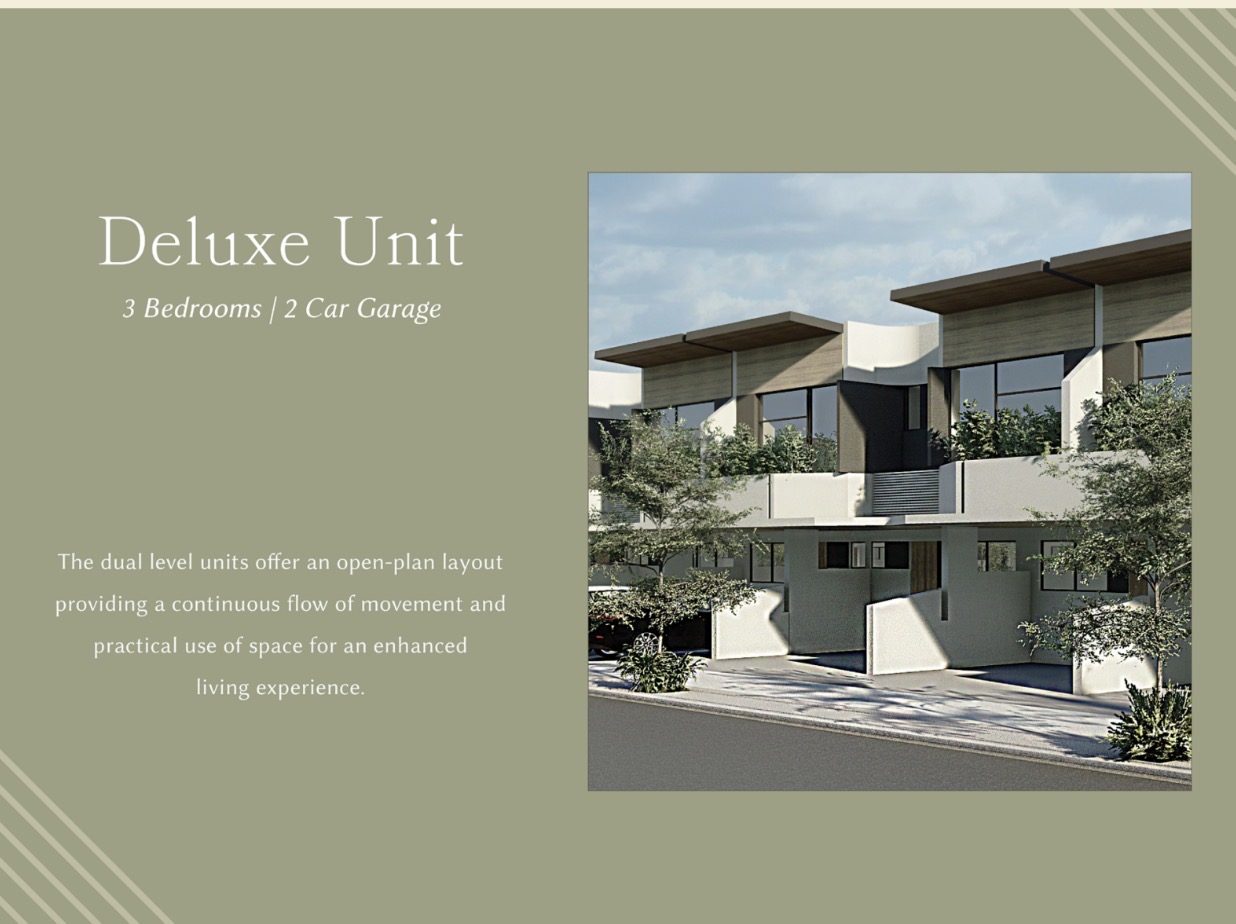 Deluxe Unit
3 Bedrooms | 2 Car Garage
The dual level units offer an open-plan layout
providing a continuous flow of movement and
practical use of space for an enhanced
living experience.